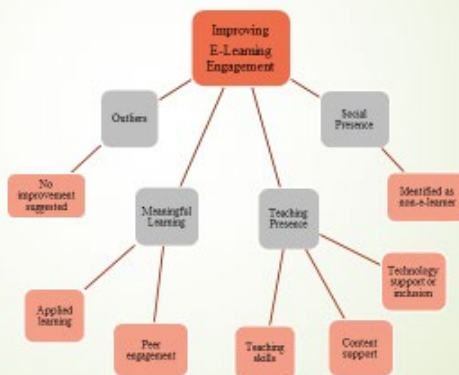 Improving
E-Learning
Engagement
Outliers
Social
Presence
No
improvement
suggested
Meaningful
Learning
Teaching
Presence
Identified as
non-e-learner
Applied
learning
Peer
engagement
Teaching
skills
Content
support
Technology
support or
inclusion